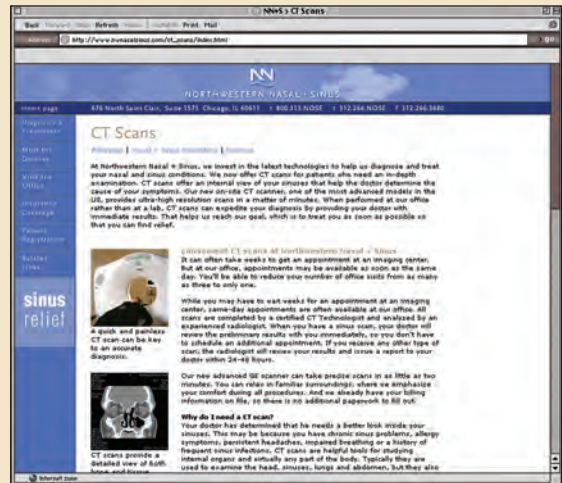 NN+S > CT Scans
Back Forward Stop Refresh Home AutoFill Print Mail
Address http://www.nwnasalsinus.com/ct_scans/index.html go
NN
NORTHWESTERN NASAL + SINUS
Home page 676 North Saint Clair, Suite 1575 Chicago, IL 60611 t 800.313.NOSE t 312.266.NOSE f 312.266.3680
Diagnosis &
Treatment
Meet the
Doctors
Visit the
Office
Insurance
Coverage
Patient
Registration
Related
Links
sinus
relief
CT Scans
At Northwestern Nasal + Sinus, we invest in the latest technologies to help us diagnose and treat
your nasal and sinus conditions. We now offer CT scans for patients who need an in-depth
examination. CT scans offer an internal view of your sinuses that help the doctor determine the
cause of your symptoms. Our new on-site CT scanner, one of the most advanced models in the
US, provides ultra-high resolution scans in a matter of minutes. When performed at our office
rather than at a lab, CT scans can expedite your diagnosis by providing your doctor with
immediate results. That helps us reach our goal, which is to treat you as soon as possible so
that you can find relief.
Convenient CT scans at Northwestern Nasal + Sinus
It can often take weeks to get an appointment at an imaging center.
But at our office, appointments may be available as soon as the same
day. You'll be able to reduce your number of office visits from as many
as three to only one.
While you may have to wait weeks for an appointment at an imaging
center, same-day appointments are often available at our office. All
scans are completed by a certified CT Technologist and analyzed by an
experienced radiologist. When you have a sinus scan, your doctor will
review the preliminary results with you immediately, so you don't have
to schedule an additional appointment. If you receive any other type of
scan, the radiologist will review your results and issue a report to your
doctor within 24-48 hours.
Our new advanced GE scanner can take precise scans in as little as two
minutes. You can relax in familiar surroundings, where we emphasize
your comfort during all procedures. And we already have your billing
information on file, so there is no additional paperwork to fill out.
Why do I need a CT scan?
Your doctor has determined that he needs a better look inside your
sinuses. This may be because you have chronic sinus problems, allergy
symptoms, persistent headaches, impaired breathing or a history of
frequent sinus infections. CT scans are helpful tools for studying
internal organs and virtually any part of the body. Typically they are
used to examine the head, sinuses, lungs and abdomen, but they also
A quick and painless
CT scan can be key
to an accurate
diagnosis.
CT scans provide a
detailed view of both
bone and tissue
Internet zone